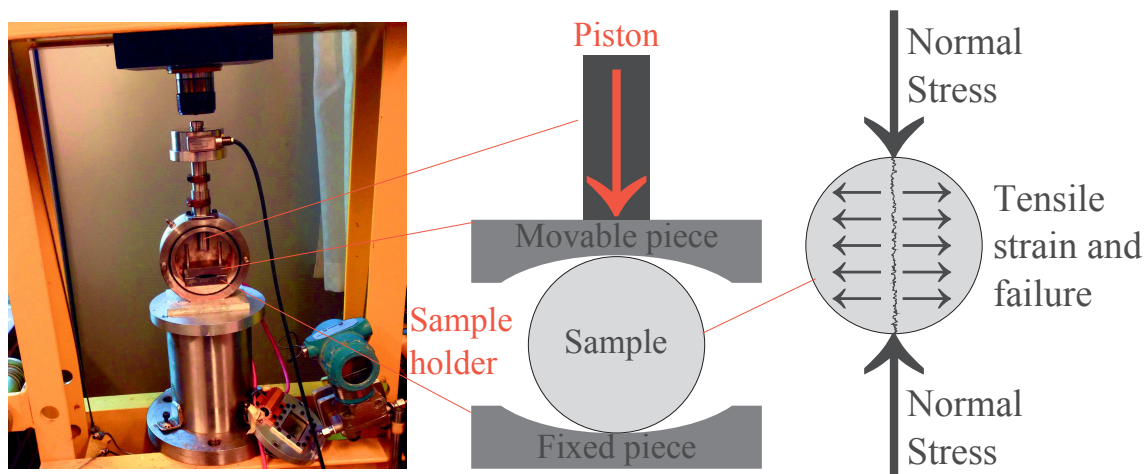 Piston
Movable piece
Sample
holder
Sample
Fixed piece
Normal
Stress
Tensile
strain and
failure
Normal
Stress